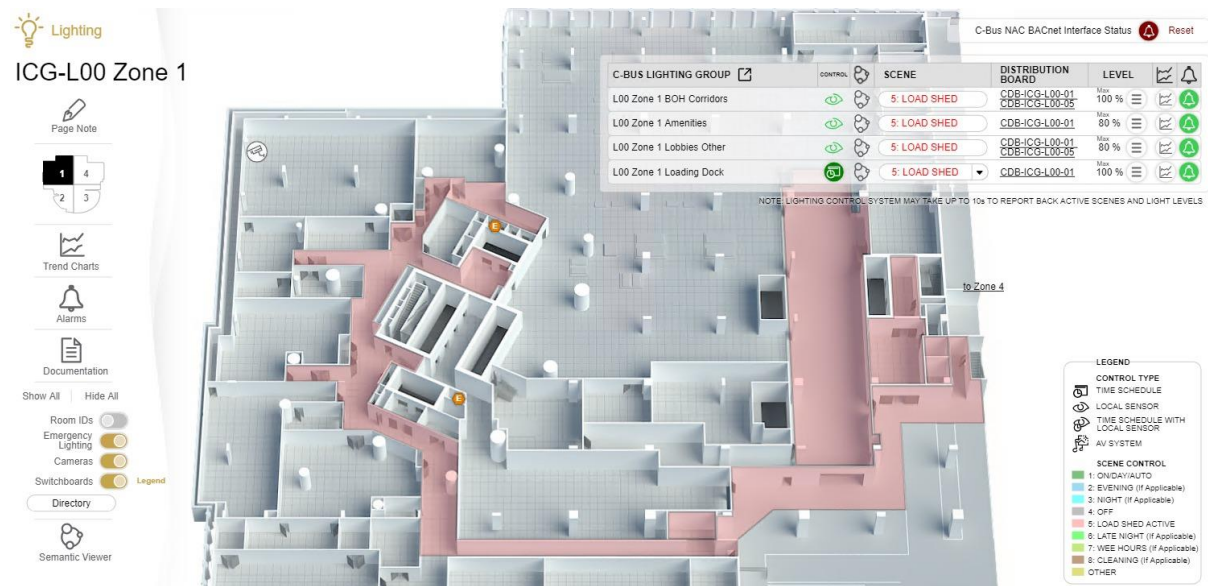 Lighting
ICG-L00 Zone 1
Page Note
1 4
2 3
Trend Charts
Alarms
Documentation
Show All Hide All
Room IDs
Emergency
Lighting
Cameras
Switchboards Legend
Directory
Semantic Viewer
C-Bus NAC BACnet Interface Status Reset
C-BUS LIGHTING GROUP CONTROL SCENE DISTRIBUTION BOARD LEVEL
L00 Zone 1 BOH Corridors 5: LOAD SHED CDB-ICG-L00-01 CDB-ICG-L00-05 Max 100 %
L00 Zone 1 Amenities 5: LOAD SHED CDB-ICG-L00-01 Max 80 %
L00 Zone 1 Lobbies Other 5: LOAD SHED CDB-ICG-L00-01 CDB-ICG-L00-05 Max 80 %
L00 Zone 1 Loading Dock 5: LOAD SHED CDB-ICG-L00-01 Max 100 %
NOTE: LIGHTING CONTROL SYSTEM MAY TAKE UP TO 10s TO REPORT BACK ACTIVE SCENES AND LIGHT LEVELS
E
to Zone 4
E
LEGEND
CONTROL TYPE
TIME SCHEDULE
LOCAL SENSOR
TIME SCHEDULE WITH
LOCAL SENSOR
AV SYSTEM
SCENE CONTROL
1: ON/DAY/AUTO
2: EVENING (If Applicable)
3: NIGHT (If Applicable)
4: OFF
5: LOAD SHED ACTIVE
6: LATE NIGHT (If Applicable)
7: WEE HOURS (If Applicable)
8: CLEANING (If Applicable)
OTHER